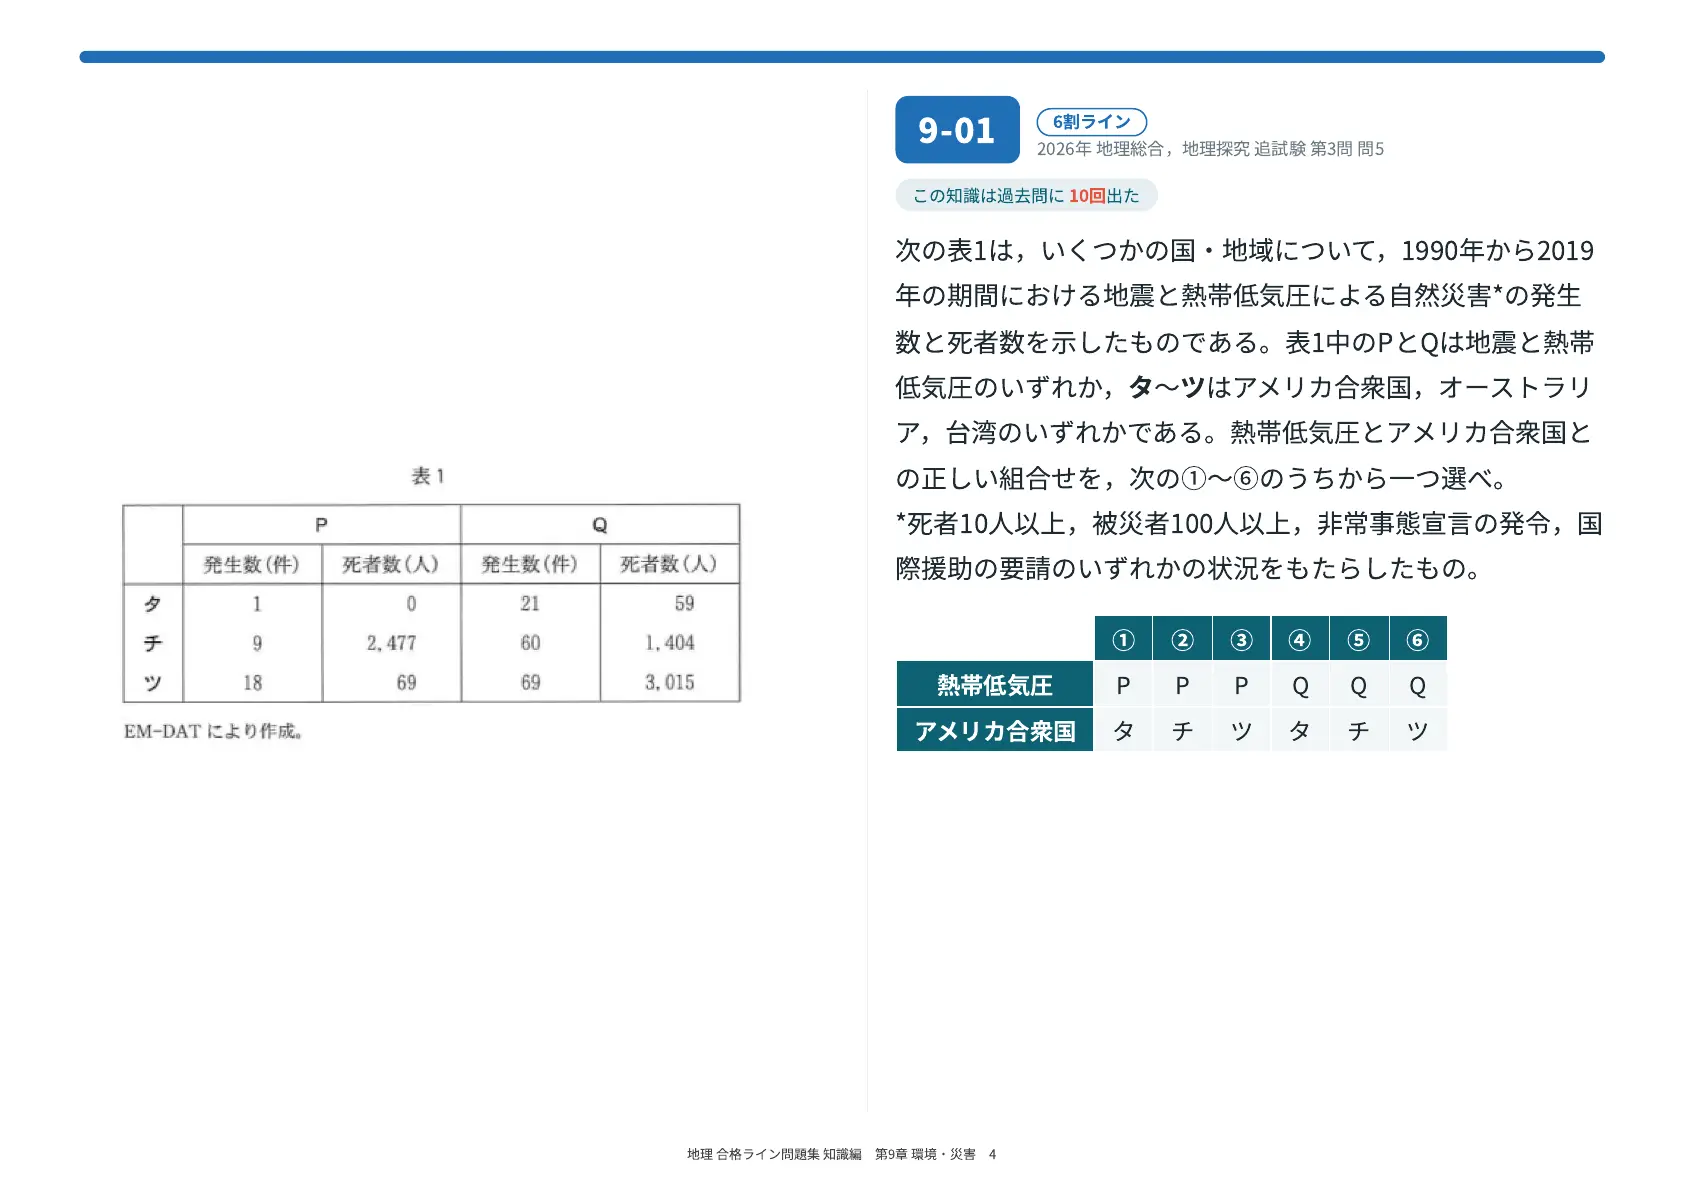 表1
P Q
発生数(件) 死者数(人) 発生数(件) 死者数(人)
タ 1 0 21 59
チ 9 2,477 60 1,404
ツ 18 69 69 3,015
EM-DATにより作成。
9-01
6割ライン
2026年 地理総合，地理探究 追試験 第3問 問5
この知識は過去問に 10回出た
次の表1は，いくつかの国・地域について，1990年から2019
年の期間における地震と熱帯低気圧による自然災害*の発生
数と死者数を示したものである。表1中のPとQは地震と熱帯
低気圧のいずれか，タ～ツはアメリカ合衆国，オーストラリ
ア，台湾のいずれかである。熱帯低気圧とアメリカ合衆国と
の正しい組合せを，次の①～⑥のうちから一つ選べ。
*死者10人以上，被災者100人以上，非常事態宣言の発令，国
際援助の要請のいずれかの状況をもたらしたもの。
① ② ③ ④ ⑤ ⑥
熱帯低気圧 P P P Q Q Q
アメリカ合衆国 タ チ ツ タ チ ツ
地理 合格ライン問題集 知識編　第9章 環境・災害　4